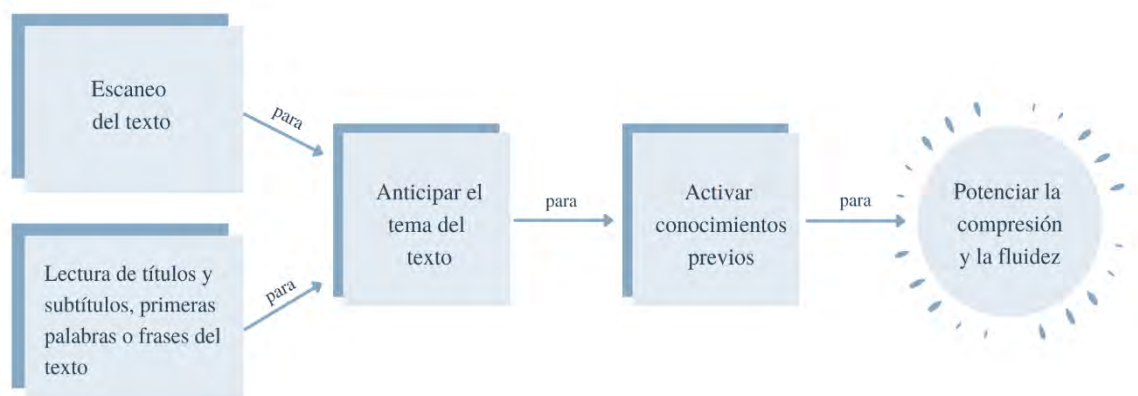 Escaneo
del texto
para
Lectura de títulos y
subtítulos, primeras
palabras o frases del
texto
para
Anticipar el
tema del
texto
para
Activar
conocimientos
previos
para
Potenciar la
compresión
y la fluidez